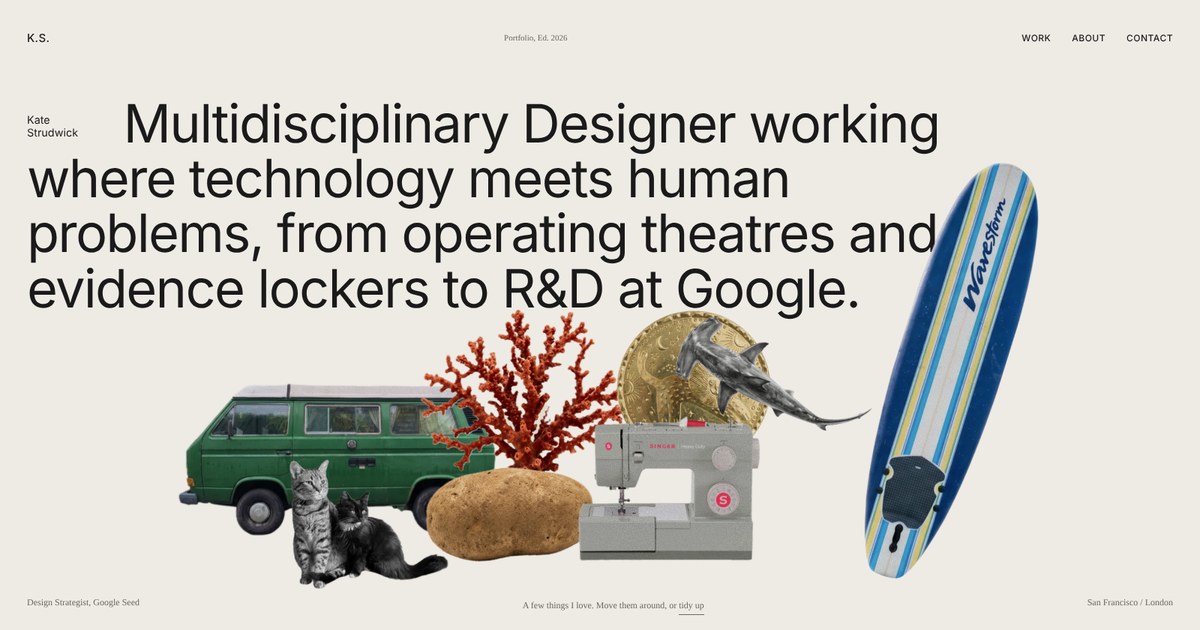 K.S.
Portfolio, Ed. 2026
WORK ABOUT CONTACT
Kate
Strudwick
Multidisciplinary Designer working
where technology meets human
problems, from operating theatres and
evidence lockers to R&D at Google.
Wavestorm
SINGER
S
Design Strategist, Google Seed
A few things I love. Move them around, or tidy up
San Francisco / London